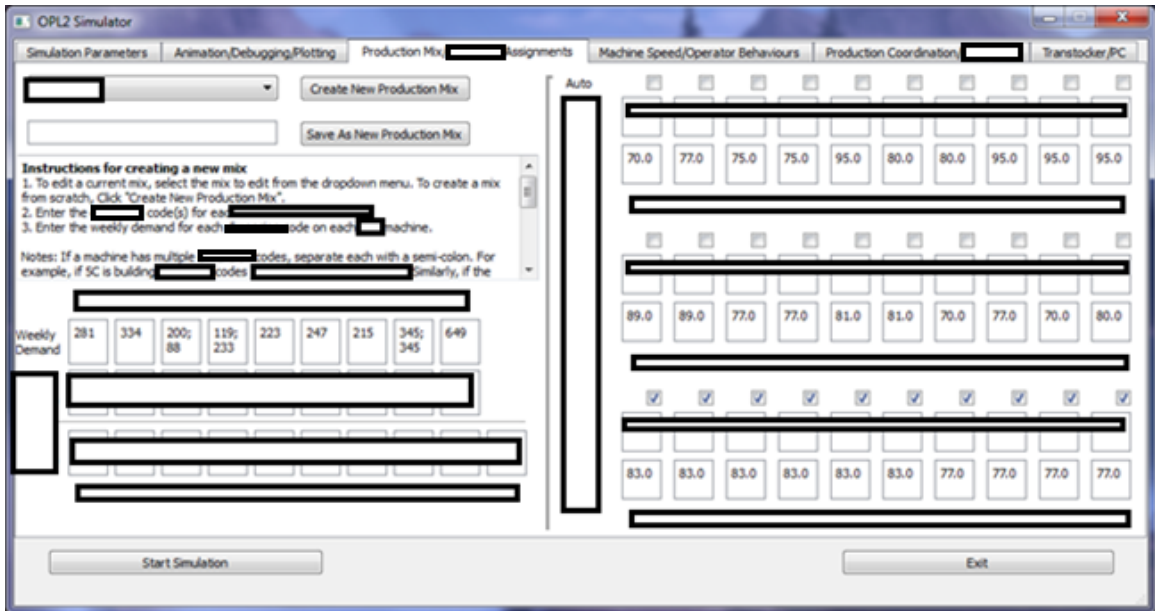 OPL2 Simulator
Simulation Parameters Animation/Debugging/Plotting Production Mix, Assignments Machine Speed/Operator Behaviours Production Coordination/ Transtocker/PC
Create New Production Mix
Save As New Production Mix
Instructions for creating a new mix
1. To edit a current mix, select the mix to edit from the dropdown menu. To create a mix
from scratch, Click "Create New Production Mix".
2. Enter the code(s) for each
3. Enter the weekly demand for each ode on each machine.
Notes: If a machine has multiple codes, separate each with a semi-colon. For
example, if 5C is building codes Similarly, if the
Weekly Demand 281 334 200; 88 119; 233 223 247 215 345; 345 649
Auto
70.0 77.0 75.0 75.0 95.0 80.0 80.0 95.0 95.0 95.0
89.0 89.0 77.0 77.0 81.0 81.0 70.0 77.0 70.0 80.0
83.0 83.0 83.0 83.0 83.0 83.0 77.0 77.0 77.0 77.0
Start Simulation Exit